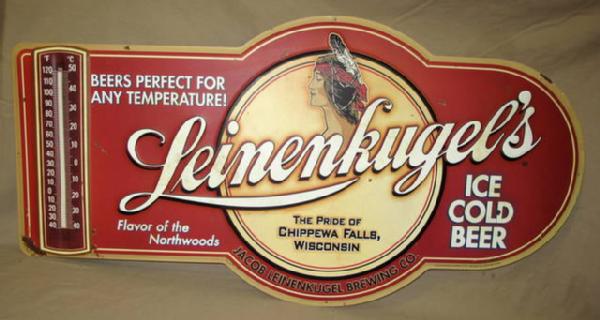 °F °C
BEERS PERFECT FOR
ANY TEMPERATURE!
Leinenkugel's
ICE
COLD
BEER
THE PRIDE OF
CHIPPEWA FALLS,
WISCONSIN
Flavor of the
Northwoods
JACOB LEINENKUGEL BREWING CO.